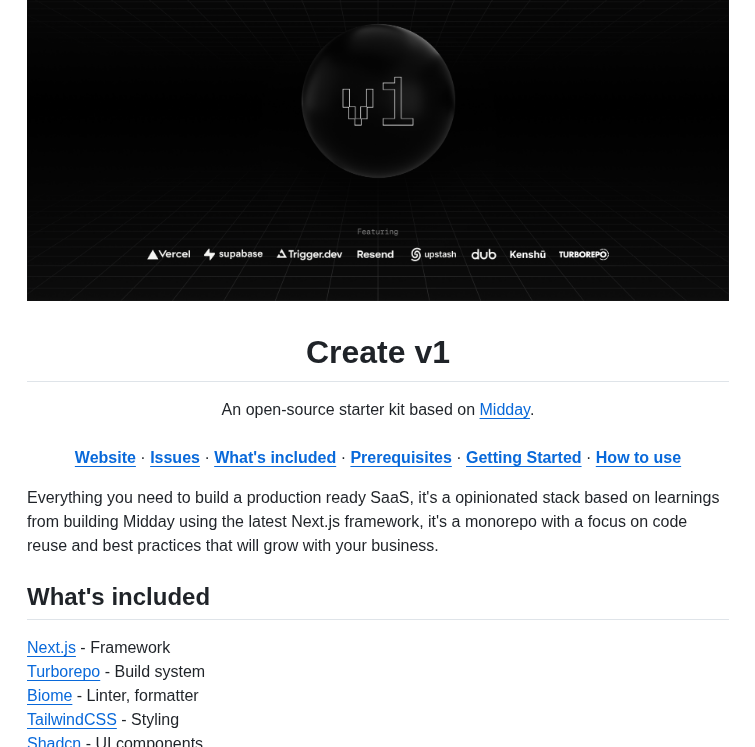 v1
Featuring
Vercel supabase Trigger.dev Resend upstash dub Kenshū TURBOREPO
Create v1
An open-source starter kit based on Midday.
Website · Issues · What's included · Prerequisites · Getting Started · How to use
Everything you need to build a production ready SaaS, it's a opinionated stack based on learnings
from building Midday using the latest Next.js framework, it's a monorepo with a focus on code
reuse and best practices that will grow with your business.
What's included
Next.js - Framework
Turborepo - Build system
Biome - Linter, formatter
TailwindCSS - Styling
Shadcn - UI components